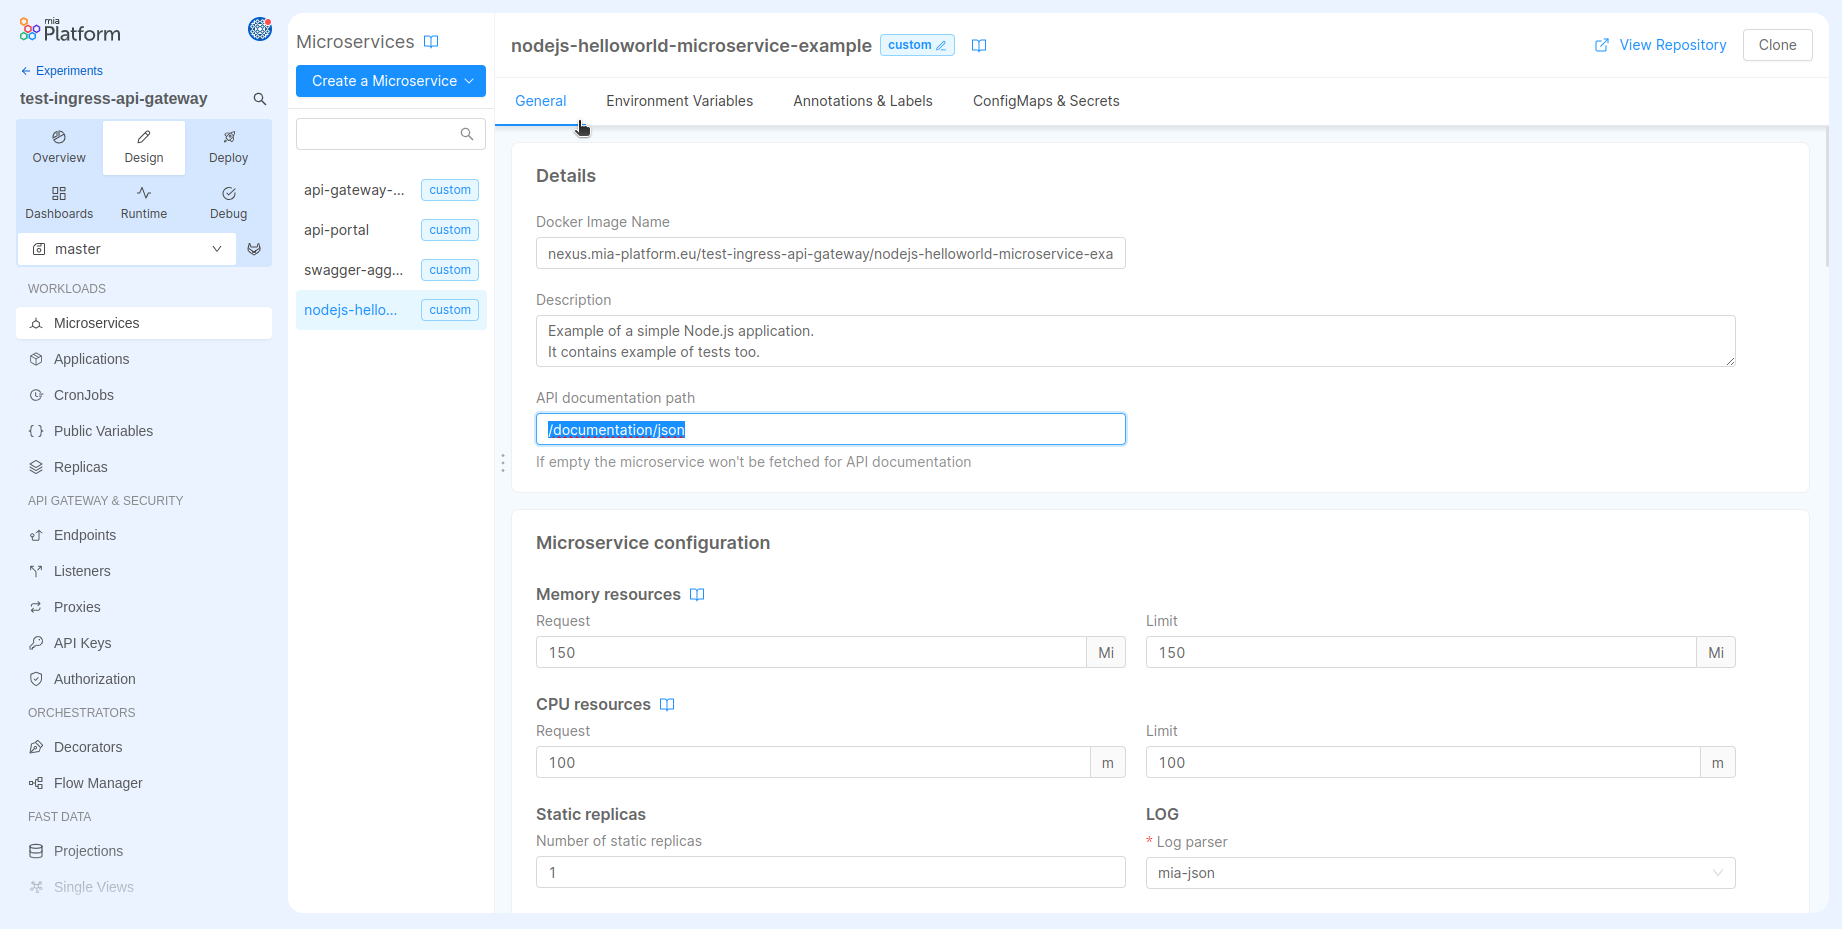 mia
Platform
Experiments
test-ingress-api-gateway
Overview
Design
Deploy
Dashboards
Runtime
Debug
master
WORKLOADS
Microservices
Applications
CronJobs
Public Variables
Replicas
API GATEWAY & SECURITY
Endpoints
Listeners
Proxies
API Keys
Authorization
ORCHESTRATORS
Decorators
Flow Manager
FAST DATA
Projections
Single Views
Microservices
Create a Microservice
api-gateway-... custom
api-portal custom
swagger-agg... custom
nodejs-hello... custom
nodejs-helloworld-microservice-example custom
View Repository
Clone
General
Environment Variables
Annotations & Labels
ConfigMaps & Secrets
Details
Docker Image Name
nexus.mia-platform.eu/test-ingress-api-gateway/nodejs-helloworld-microservice-exa
Description
Example of a simple Node.js application.
It contains example of tests too.
API documentation path
/documentation/json
If empty the microservice won't be fetched for API documentation
Microservice configuration
Memory resources
Request
150 Mi
Limit
150 Mi
CPU resources
Request
100 m
Limit
100 m
Static replicas
Number of static replicas
1
LOG
* Log parser
mia-json